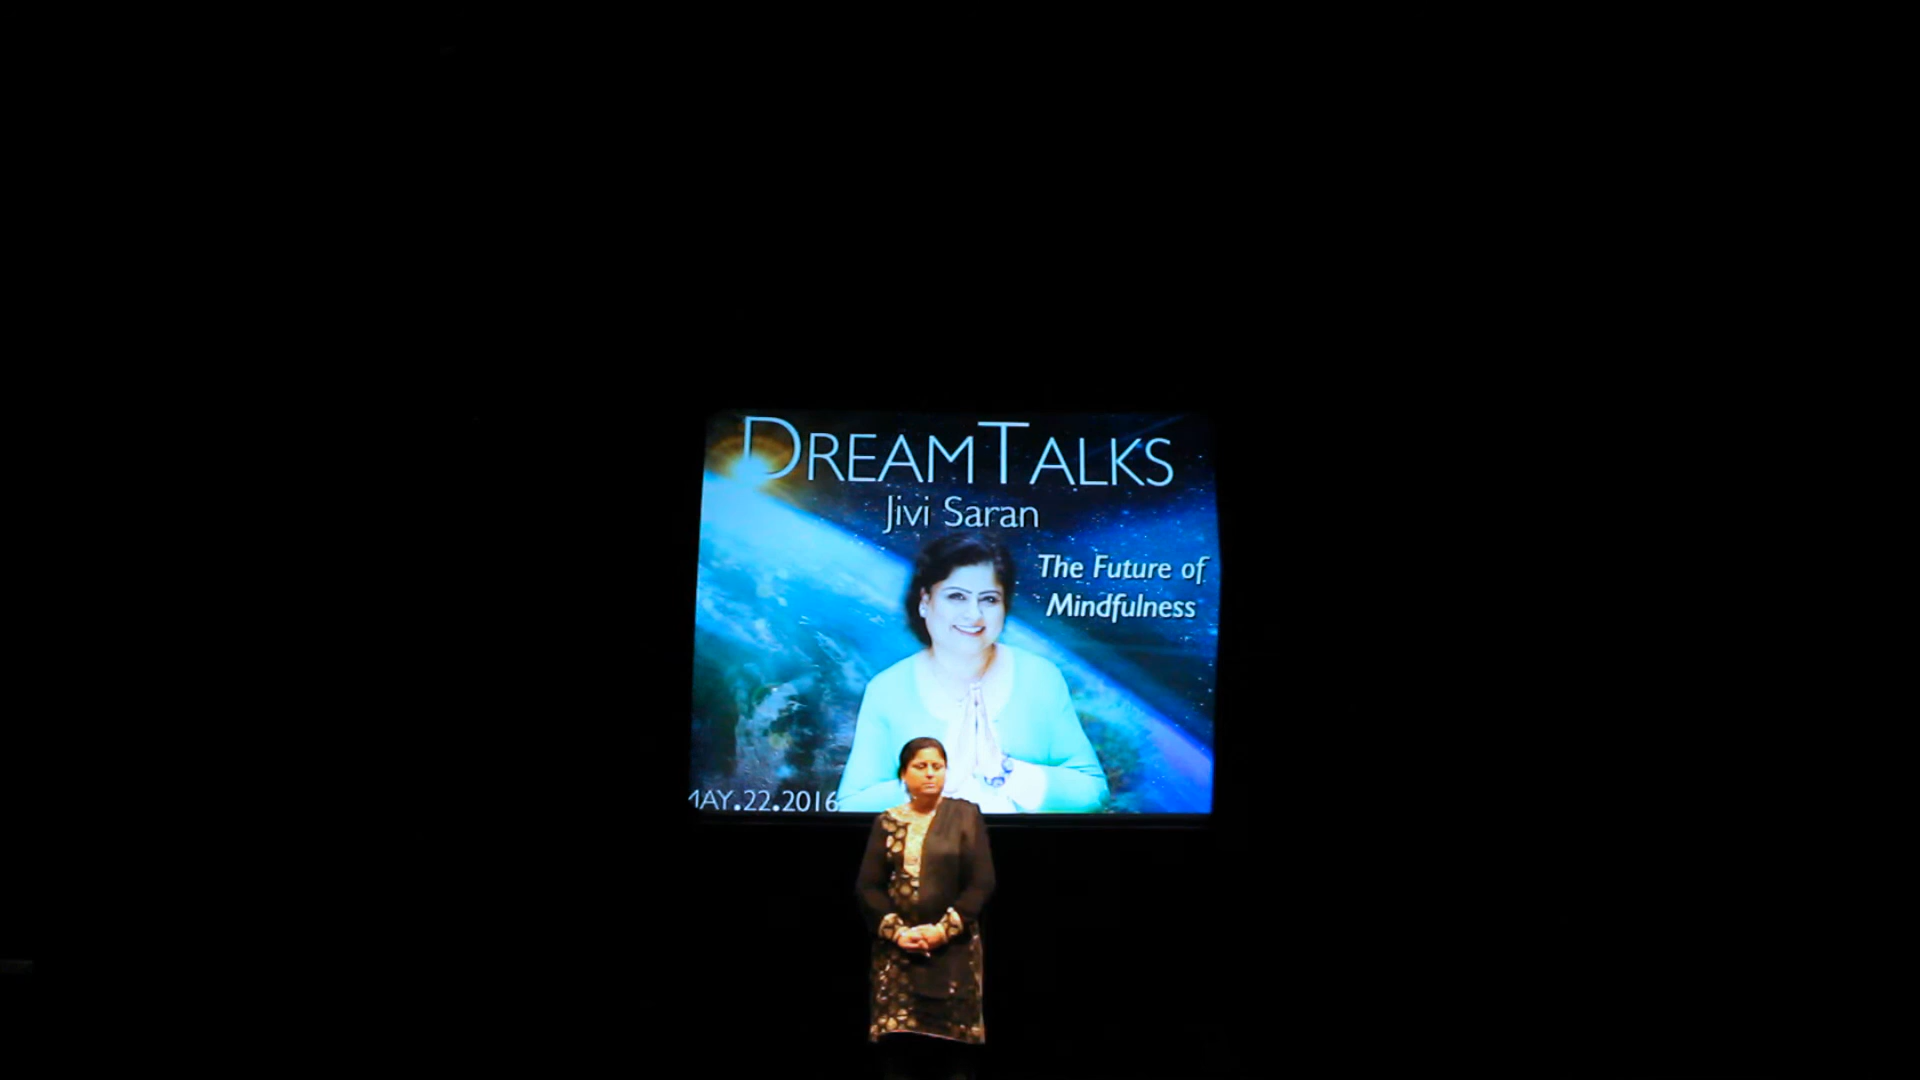 DREAMTALKS
Jivi Saran
The Future of
Mindfulness
MAY.22.2016